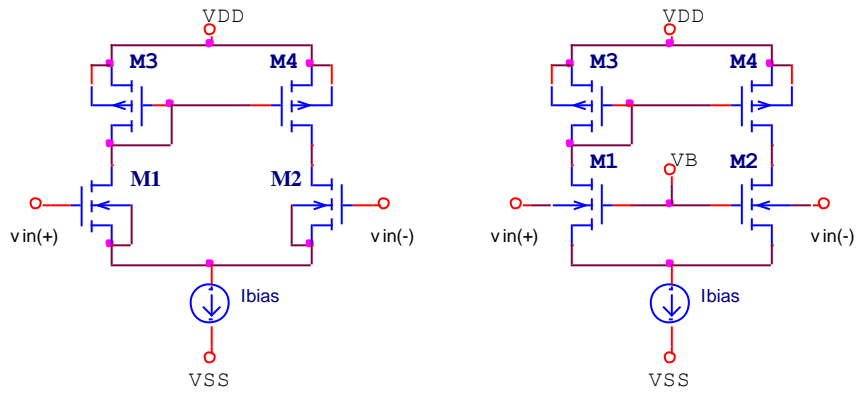 VDD
M3
M4
M1
M2
vin(+)
vin(-)
Ibias
VSS
VDD
M3
M4
M1
VB
M2
vin(+)
vin(-)
Ibias
VSS